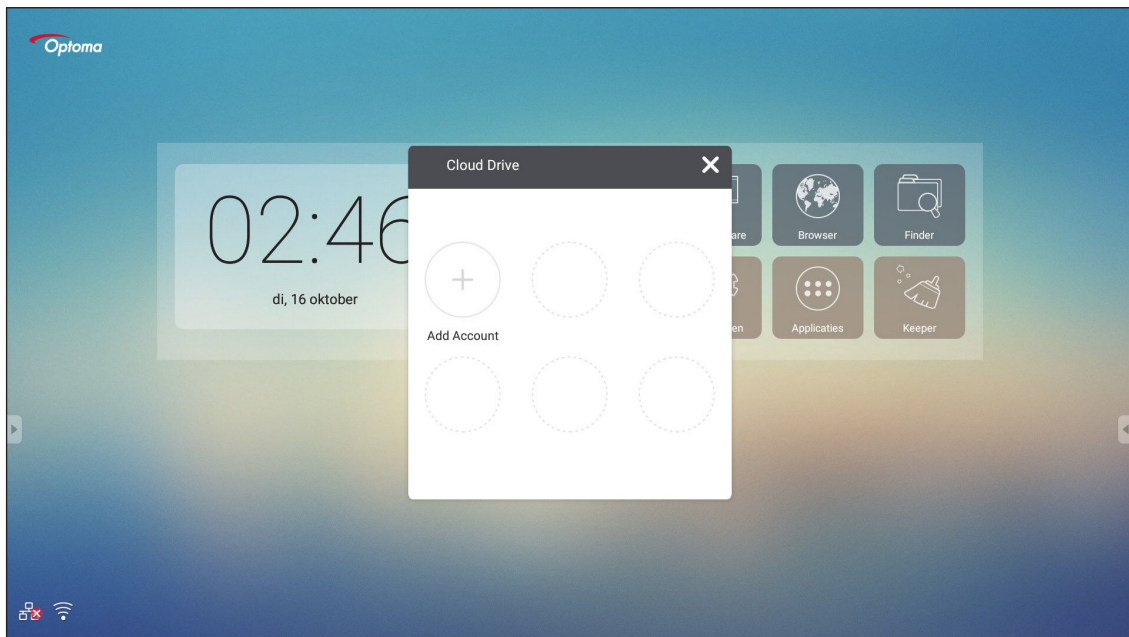 Optoma
Cloud Drive
02:46
di, 16 oktober
Add Account
are
Browser
Finder
en
Applicaties
Keeper